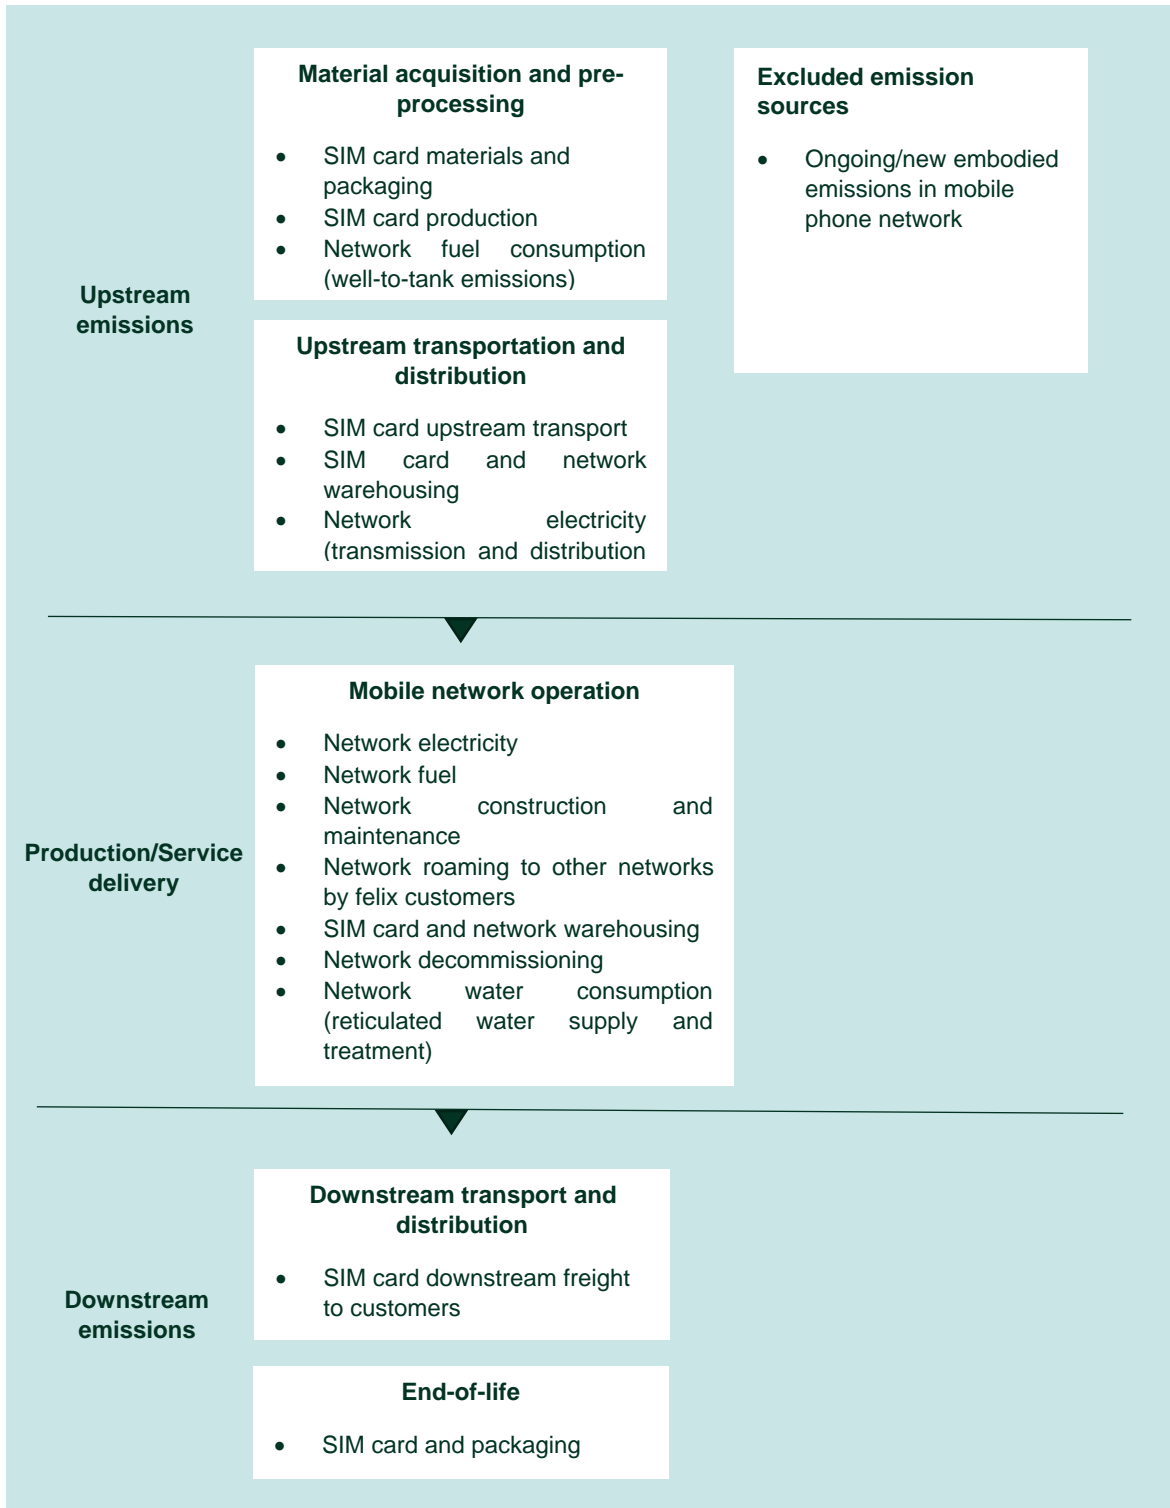 Material acquisition and pre-
processing
• SIM card materials and
packaging
• SIM card production
• Network fuel consumption
(well-to-tank emissions)
Excluded emission
sources
• Ongoing/new embodied
emissions in mobile
phone network
Upstream
emissions
Upstream transportation and
distribution
• SIM card upstream transport
• SIM card and network
warehousing
• Network electricity
(transmission and distribution
Mobile network operation
• Network electricity
• Network fuel
• Network construction and
maintenance
• Network roaming to other networks
by felix customers
• SIM card and network warehousing
• Network decommissioning
• Network water consumption
(reticulated water supply and
treatment)
Production/Service
delivery
Downstream transport and
distribution
• SIM card downstream freight
to customers
Downstream
emissions
End-of-life
• SIM card and packaging